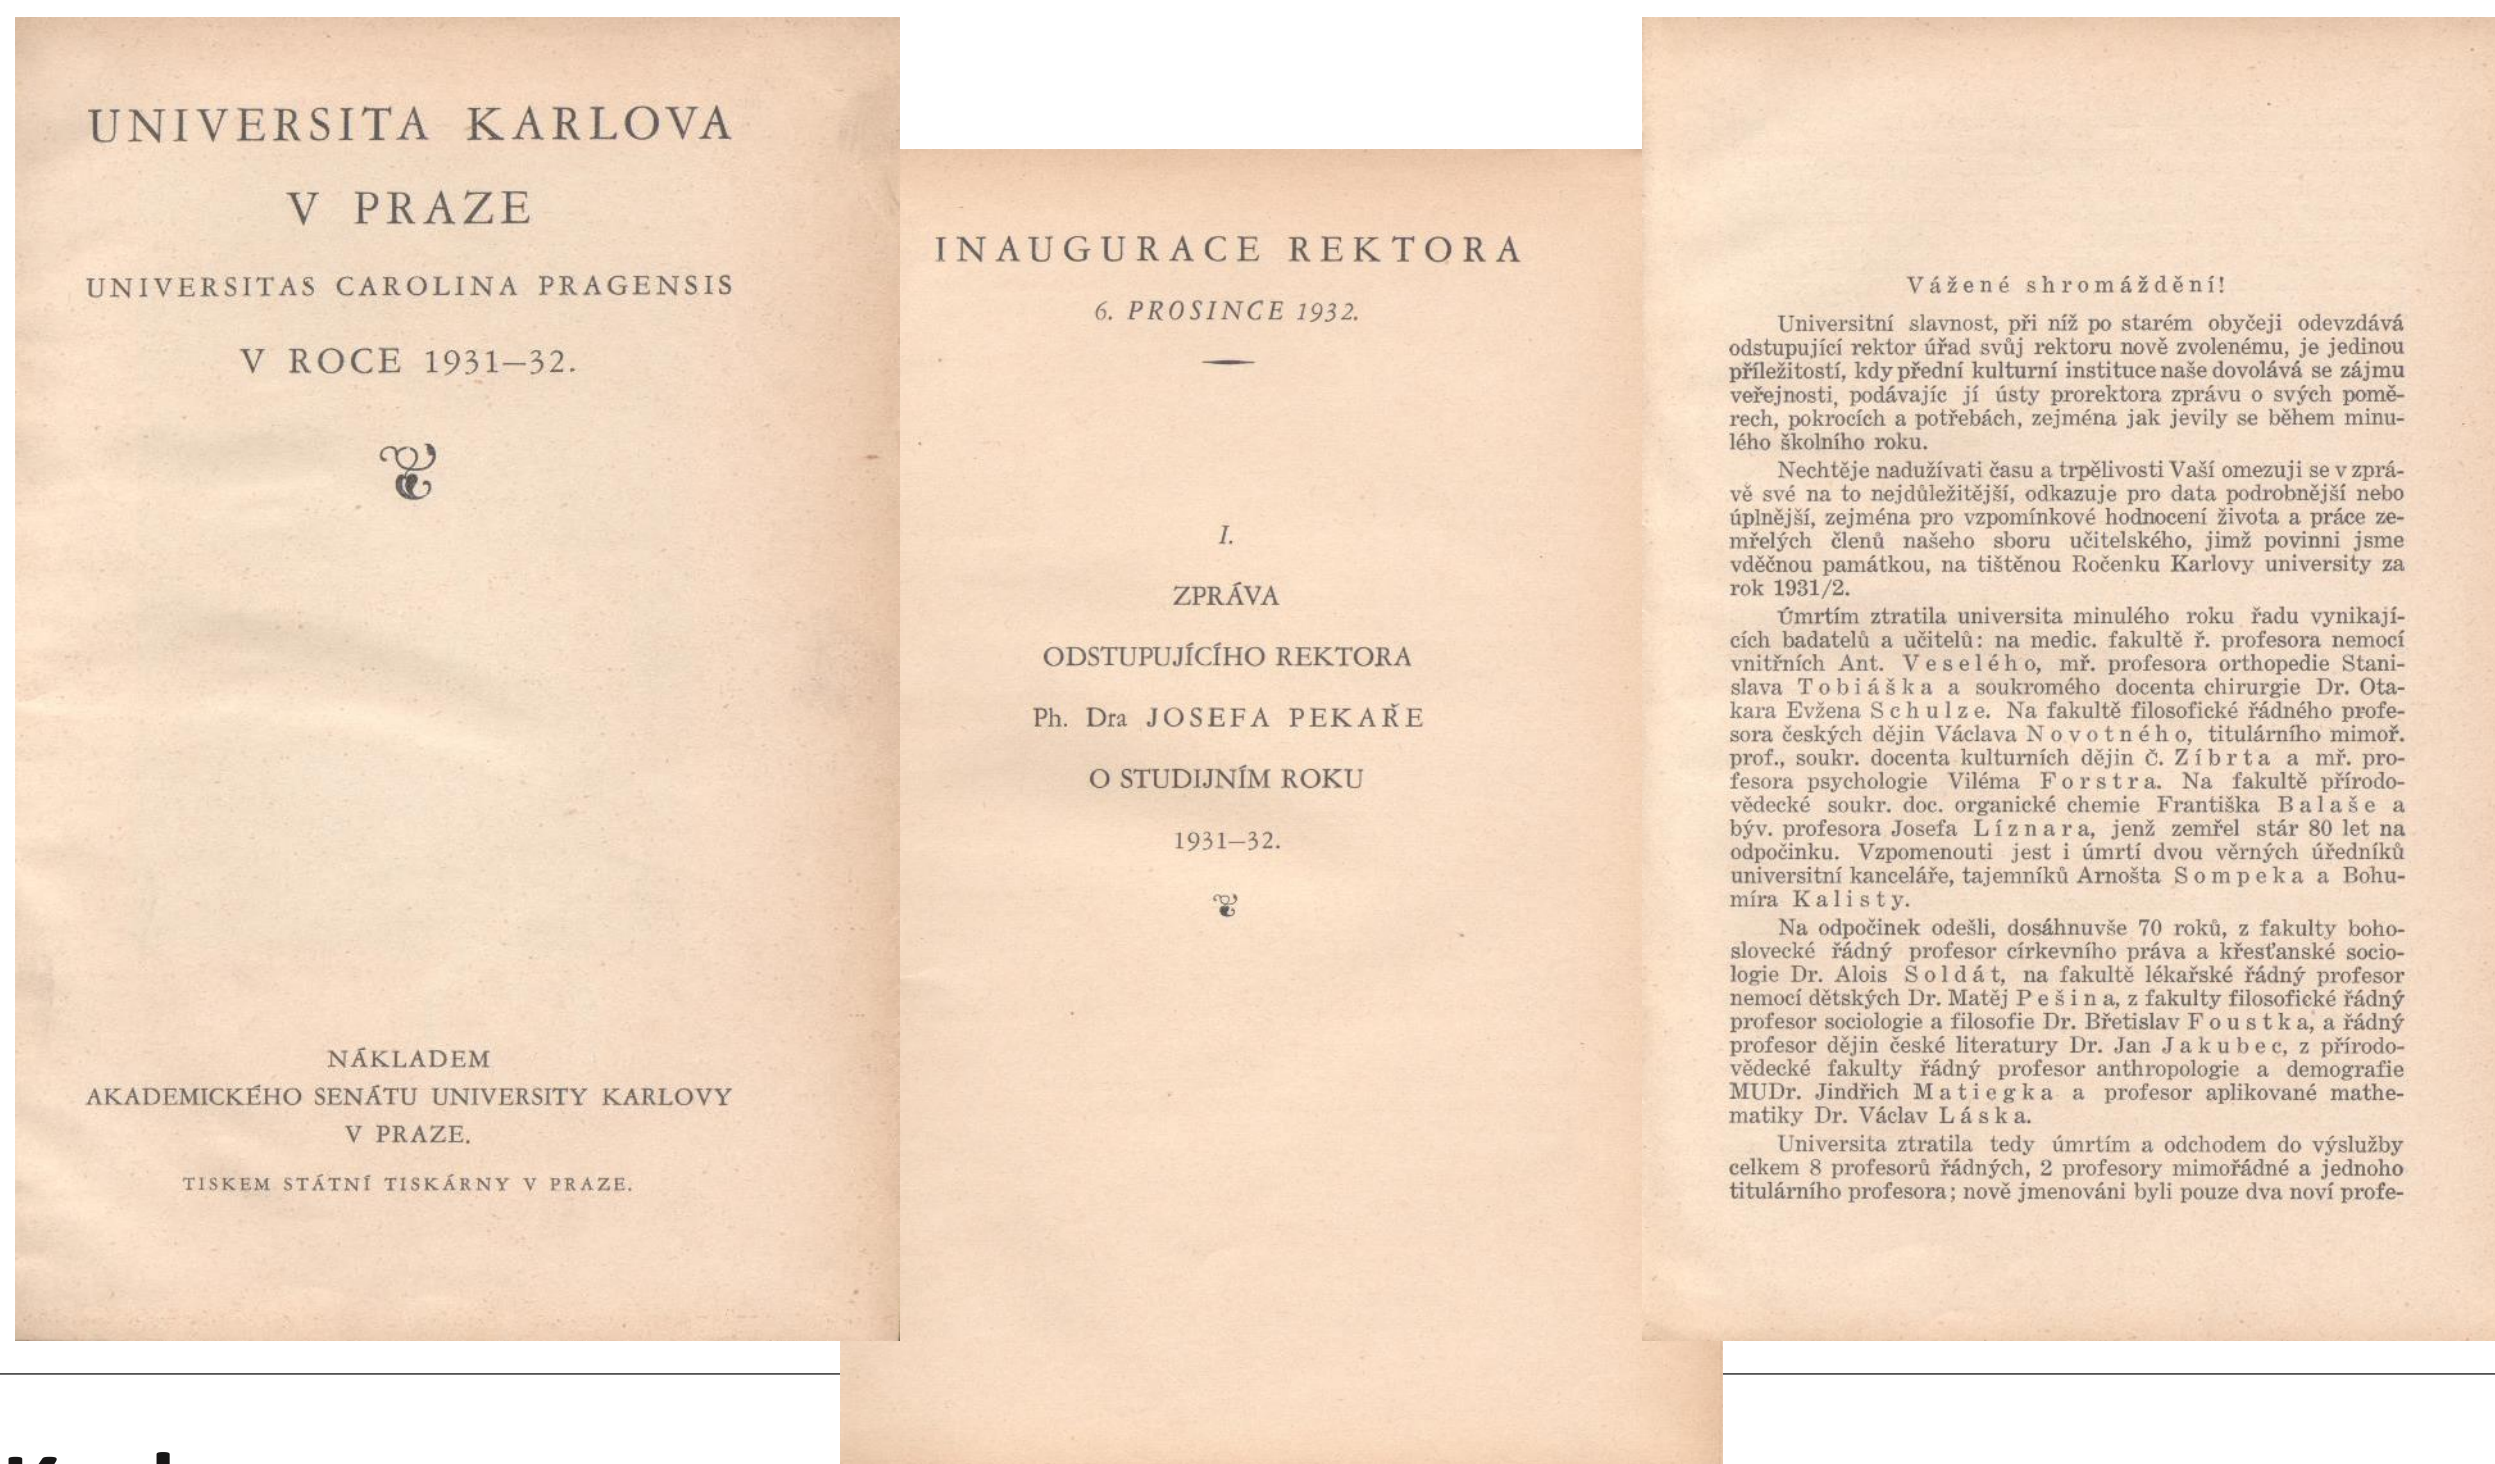 UNIVERSITA KARLOVA
V PRAZE
UNIVERSITAS CAROLINA PRAGENSIS
V ROCE 1931–32.
NÁKLADEM
AKADEMICKÉHO SENÁTU UNIVERSITY KARLOVY
V PRAZE.
TISKEM STÁTNÍ TISKÁRNY V PRAZE.
INAUGURACE REKTORA
6. PROSINCE 1932.
I.
ZPRÁVA
ODSTUPUJÍCÍHO REKTORA
Ph. Dra JOSEFA PEKAŘE
O STUDIJNÍM ROKU
1931–32.
Vážené shromáždění!
Universitní slavnost, při níž po starém obyčeji odevzdává
odstupující rektor úřad svůj rektoru nově zvolenému, je jedinou
příležitostí, kdy přední kulturní instituce naše dovolává se zájmu
veřejnosti, podávajíc jí ústy prorektora zprávu o svých pomě-
rech, pokrocích a potřebách, zejména jak jevily se během minu-
lého školního roku.
Nechtěje nadužívati času a trpělivosti Vaší omezuji se v zprá-
vě své na to nejdůležitější, odkazuje pro data podrobnější nebo
úplnější, zejména pro vzpomínkové hodnocení života a práce ze-
mřelých členů našeho sboru učitelského, jimž povinni jsme
vděčnou památkou, na tištěnou Ročenku Karlovy university za
rok 1931/2.
Úmrtím ztratila universita minulého roku řadu vynikají-
cích badatelů a učitelů: na medic. fakultě ř. profesora nemocí
vnitřních Ant. Veselého, mř. profesora orthopedie Stani-
slava Tobiáška a soukromého docenta chirurgie Dr. Ota-
kara Evžena Schulze. Na fakultě filosofické řádného profe-
sora českých dějin Václava Novotného, titulárního mimoř.
prof., soukr. docenta kulturních dějin Č. Zíbrta a mř. pro-
fesora psychologie Viléma Forstra. Na fakultě přírodo-
vědecké soukr. doc. organické chemie Františka Balaše a
býv. profesora Josefa Líznara, jenž zemřel stár 80 let na
odpočinku. Vzpomenouti jest i úmrtí dvou věrných úředníků
universitní kanceláře, tajemníků Arnošta Sompeka a Bohu-
míra Kalisty.
Na odpočinek odešli, dosáhnuvše 70 roků, z fakulty boho-
slovecké řádný profesor církevního práva a křesťanské socio-
logie Dr. Alois Soldát, na fakultě lékařské řádný profesor
nemocí dětských Dr. Matěj Pešina, z fakulty filosofické řádný
profesor sociologie a filosofie Dr. Břetislav Foustka, a řádný
profesor dějin české literatury Dr. Jan Jakubec, z přírodo-
vědecké fakulty řádný profesor anthropologie a demografie
MUDr. Jindřich Matiegka a profesor aplikované mathe-
matiky Dr. Václav Láska.
Universita ztratila tedy úmrtím a odchodem do výslužby
celkem 8 profesorů řádných, 2 profesory mimořádné a jednoho
titulárního profesora; nově jmenováni byli pouze dva noví profe-